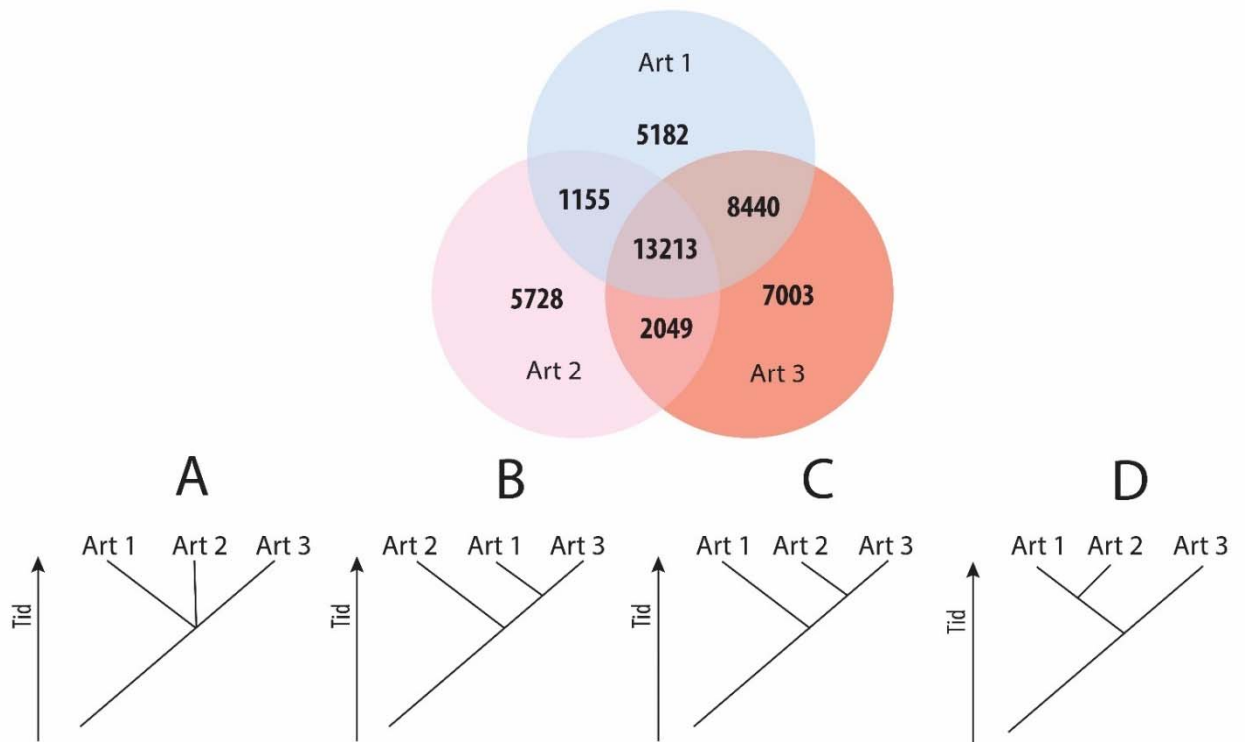 Art 1
5182
1155
8440
13213
5728
7003
2049
Art 2
Art 3
A
B
C
D
Art 1 Art 2 Art 3
Art 2 Art 1 Art 3
Art 1 Art 2 Art 3
Art 1 Art 2 Art 3
Tid
Tid
Tid
Tid